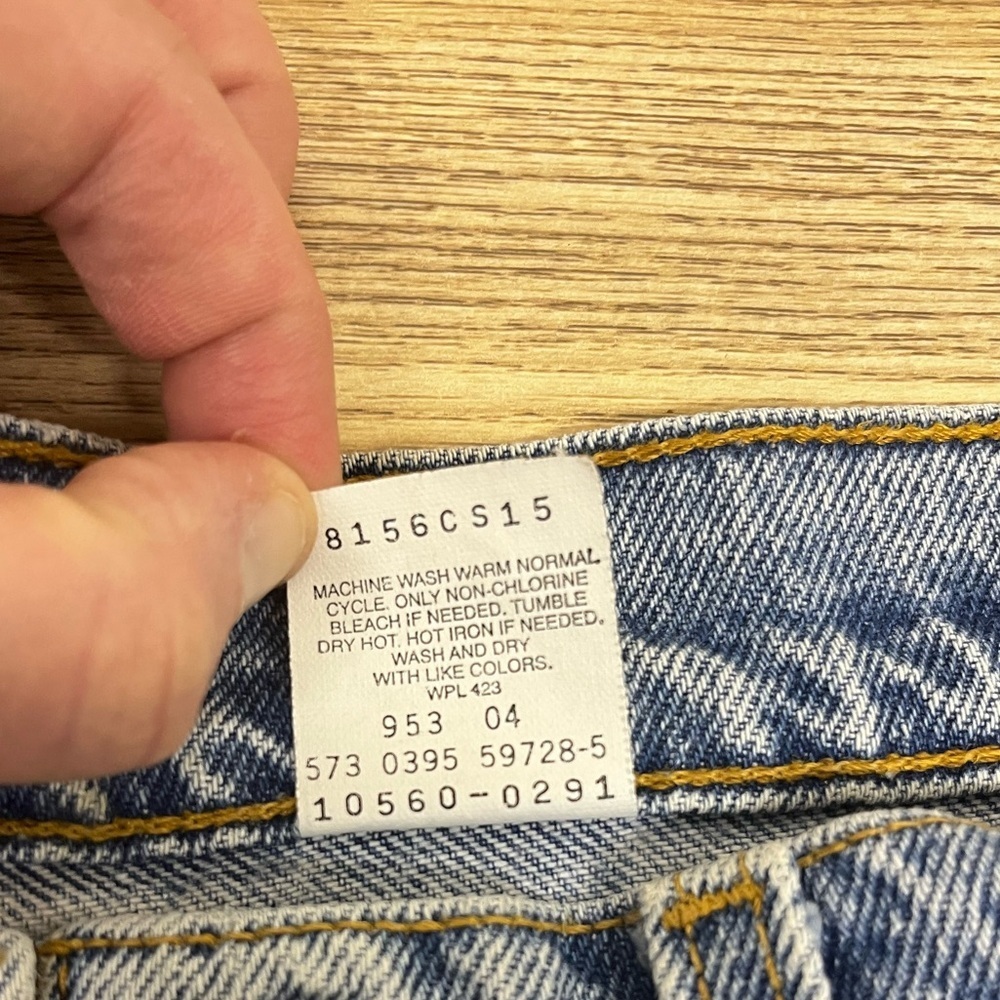 8156CS15
MACHINE WASH WARM NORMAL
CYCLE. ONLY NON-CHLORINE
BLEACH IF NEEDED. TUMBLE
DRY HOT. HOT IRON IF NEEDED.
WASH AND DRY
WITH LIKE COLORS.
WPL 423
953 04
573 0395 59728-5
10560-0291